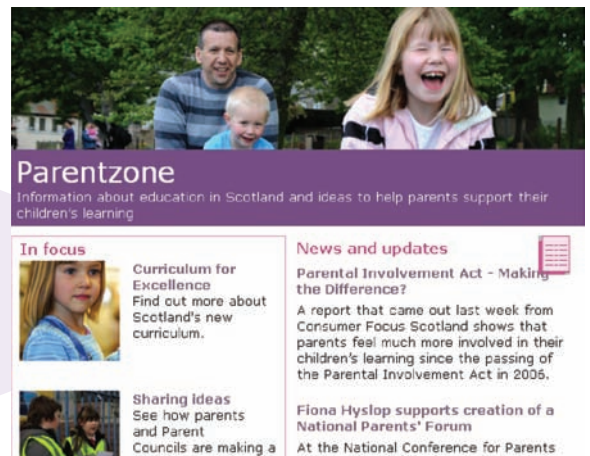 Parentzone
Information about education in Scotland and ideas to help parents support their
children's learning
In focus
Curriculum for
Excellence
Find out more about
Scotland's new
curriculum.
Sharing ideas
See how parents
and Parent
Councils are making a
News and updates
Parental Involvement Act - Making
the Difference?
A report that came out last week from
Consumer Focus Scotland shows that
parents feel much more involved in their
children's learning since the passing of
the Parental Involvement Act in 2006.
Fiona Hyslop supports creation of a
National Parents' Forum
At the National Conference for Parents